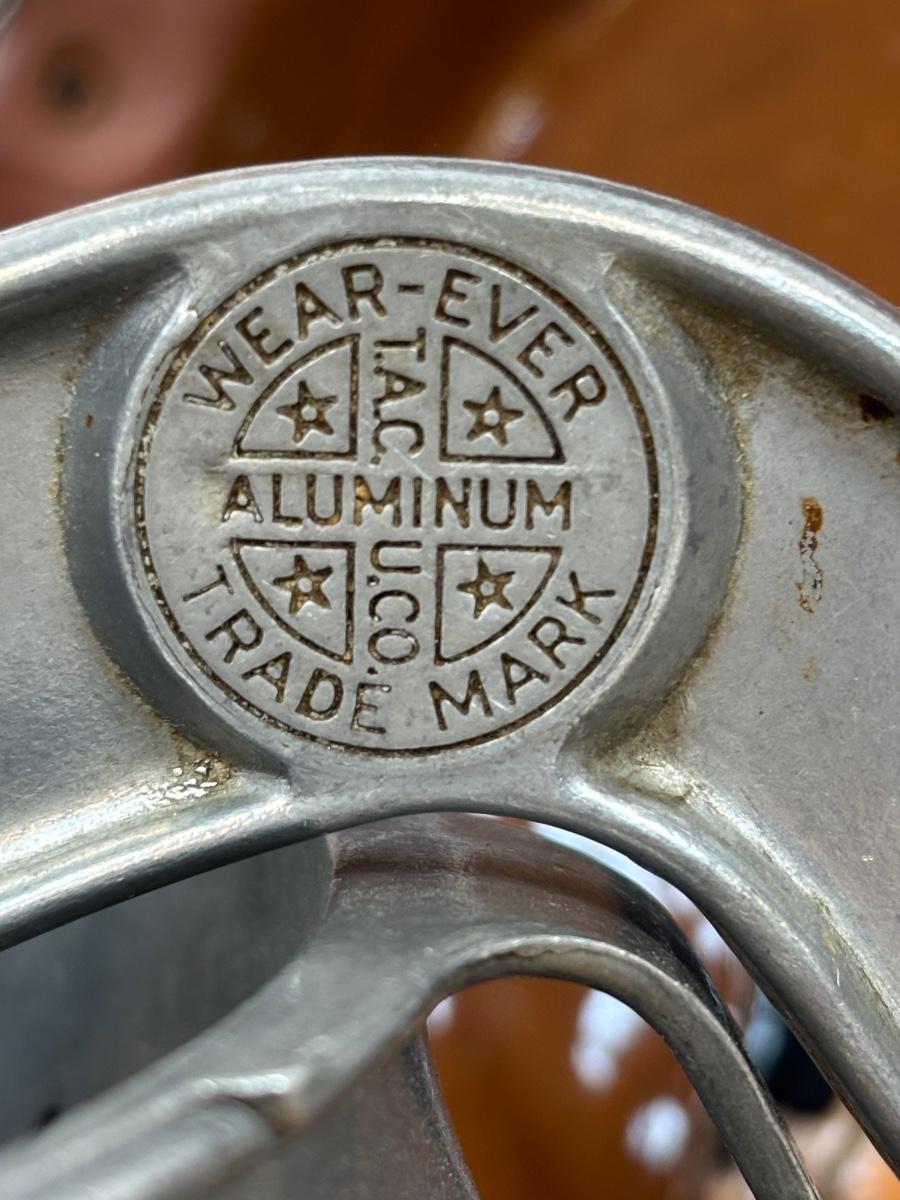 WEAR-EVER
T.A.C.
ALUMINUM
U.CO.
TRADE MARK